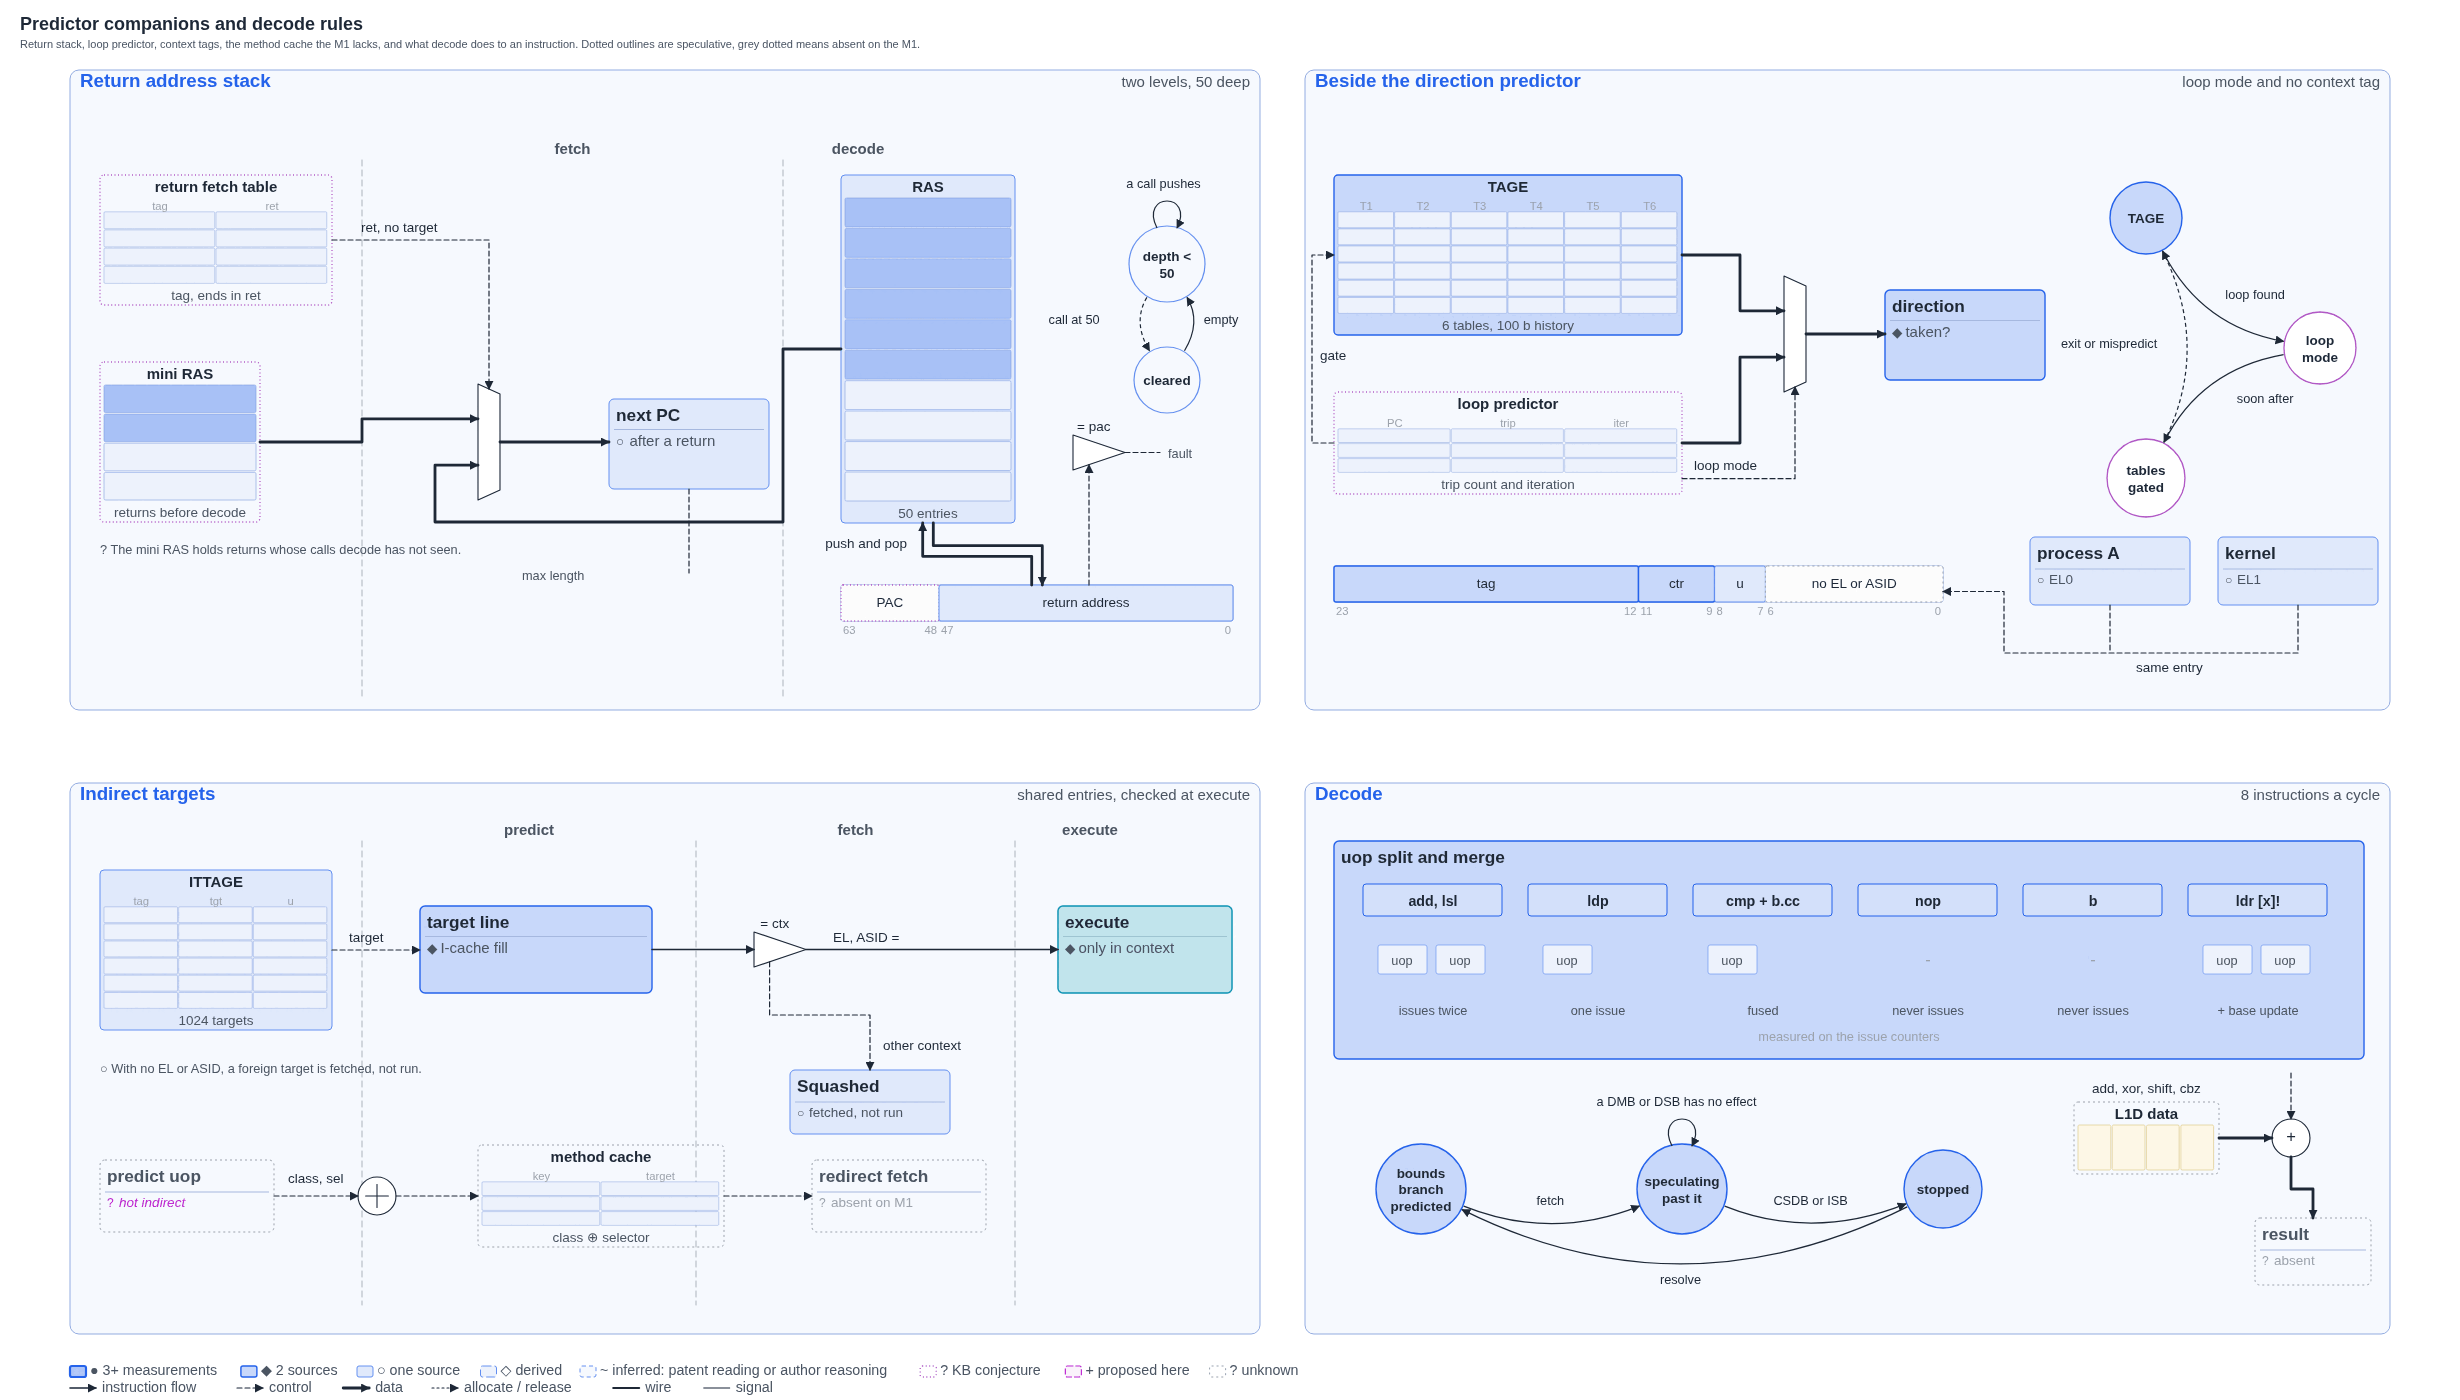 Predictor companions and decode rules
Return stack, loop predictor, context tags, the method cache the M1 lacks, and what decode does to an instruction. Dotted outlines are speculative, grey dotted means absent on the M1.
Return address stack
two levels, 50 deep
fetch
decode
return fetch table
tag
ret
tag, ends in ret
ret, no target
mini RAS
returns before decode
? The mini RAS holds returns whose calls decode has not seen.
next PC
○ after a return
max length
RAS
50 entries
push and pop
PAC
return address
63
48
47
0
a call pushes
depth <
50
call at 50
empty
cleared
= pac
fault
Beside the direction predictor
loop mode and no context tag
TAGE
T1
T2
T3
T4
T5
T6
6 tables, 100 b history
gate
loop predictor
PC
trip
iter
trip count and iteration
loop mode
direction
◆ taken?
TAGE
loop found
exit or mispredict
loop
mode
soon after
tables
gated
process A
○ EL0
kernel
○ EL1
tag
ctr
u
no EL or ASID
23
12
11
9
8
7
6
0
same entry
Indirect targets
shared entries, checked at execute
predict
fetch
execute
ITTAGE
tag
tgt
u
1024 targets
target
target line
◆ I-cache fill
= ctx
EL, ASID =
execute
◆ only in context
other context
○ With no EL or ASID, a foreign target is fetched, not run.
Squashed
○ fetched, not run
predict uop
? hot indirect
class, sel
method cache
key
target
class ⊕ selector
redirect fetch
? absent on M1
Decode
8 instructions a cycle
uop split and merge
add, lsl
ldp
cmp + b.cc
nop
b
ldr [x]!
uop
uop
uop
uop
-
-
uop
uop
issues twice
one issue
fused
never issues
never issues
+ base update
measured on the issue counters
a DMB or DSB has no effect
bounds
branch
predicted
fetch
speculating
past it
CSDB or ISB
stopped
resolve
add, xor, shift, cbz
L1D data
+
result
? absent
● 3+ measurements
◆ 2 sources
○ one source
◇ derived
~ inferred: patent reading or author reasoning
? KB conjecture
+ proposed here
? unknown
instruction flow
control
data
allocate / release
wire
signal